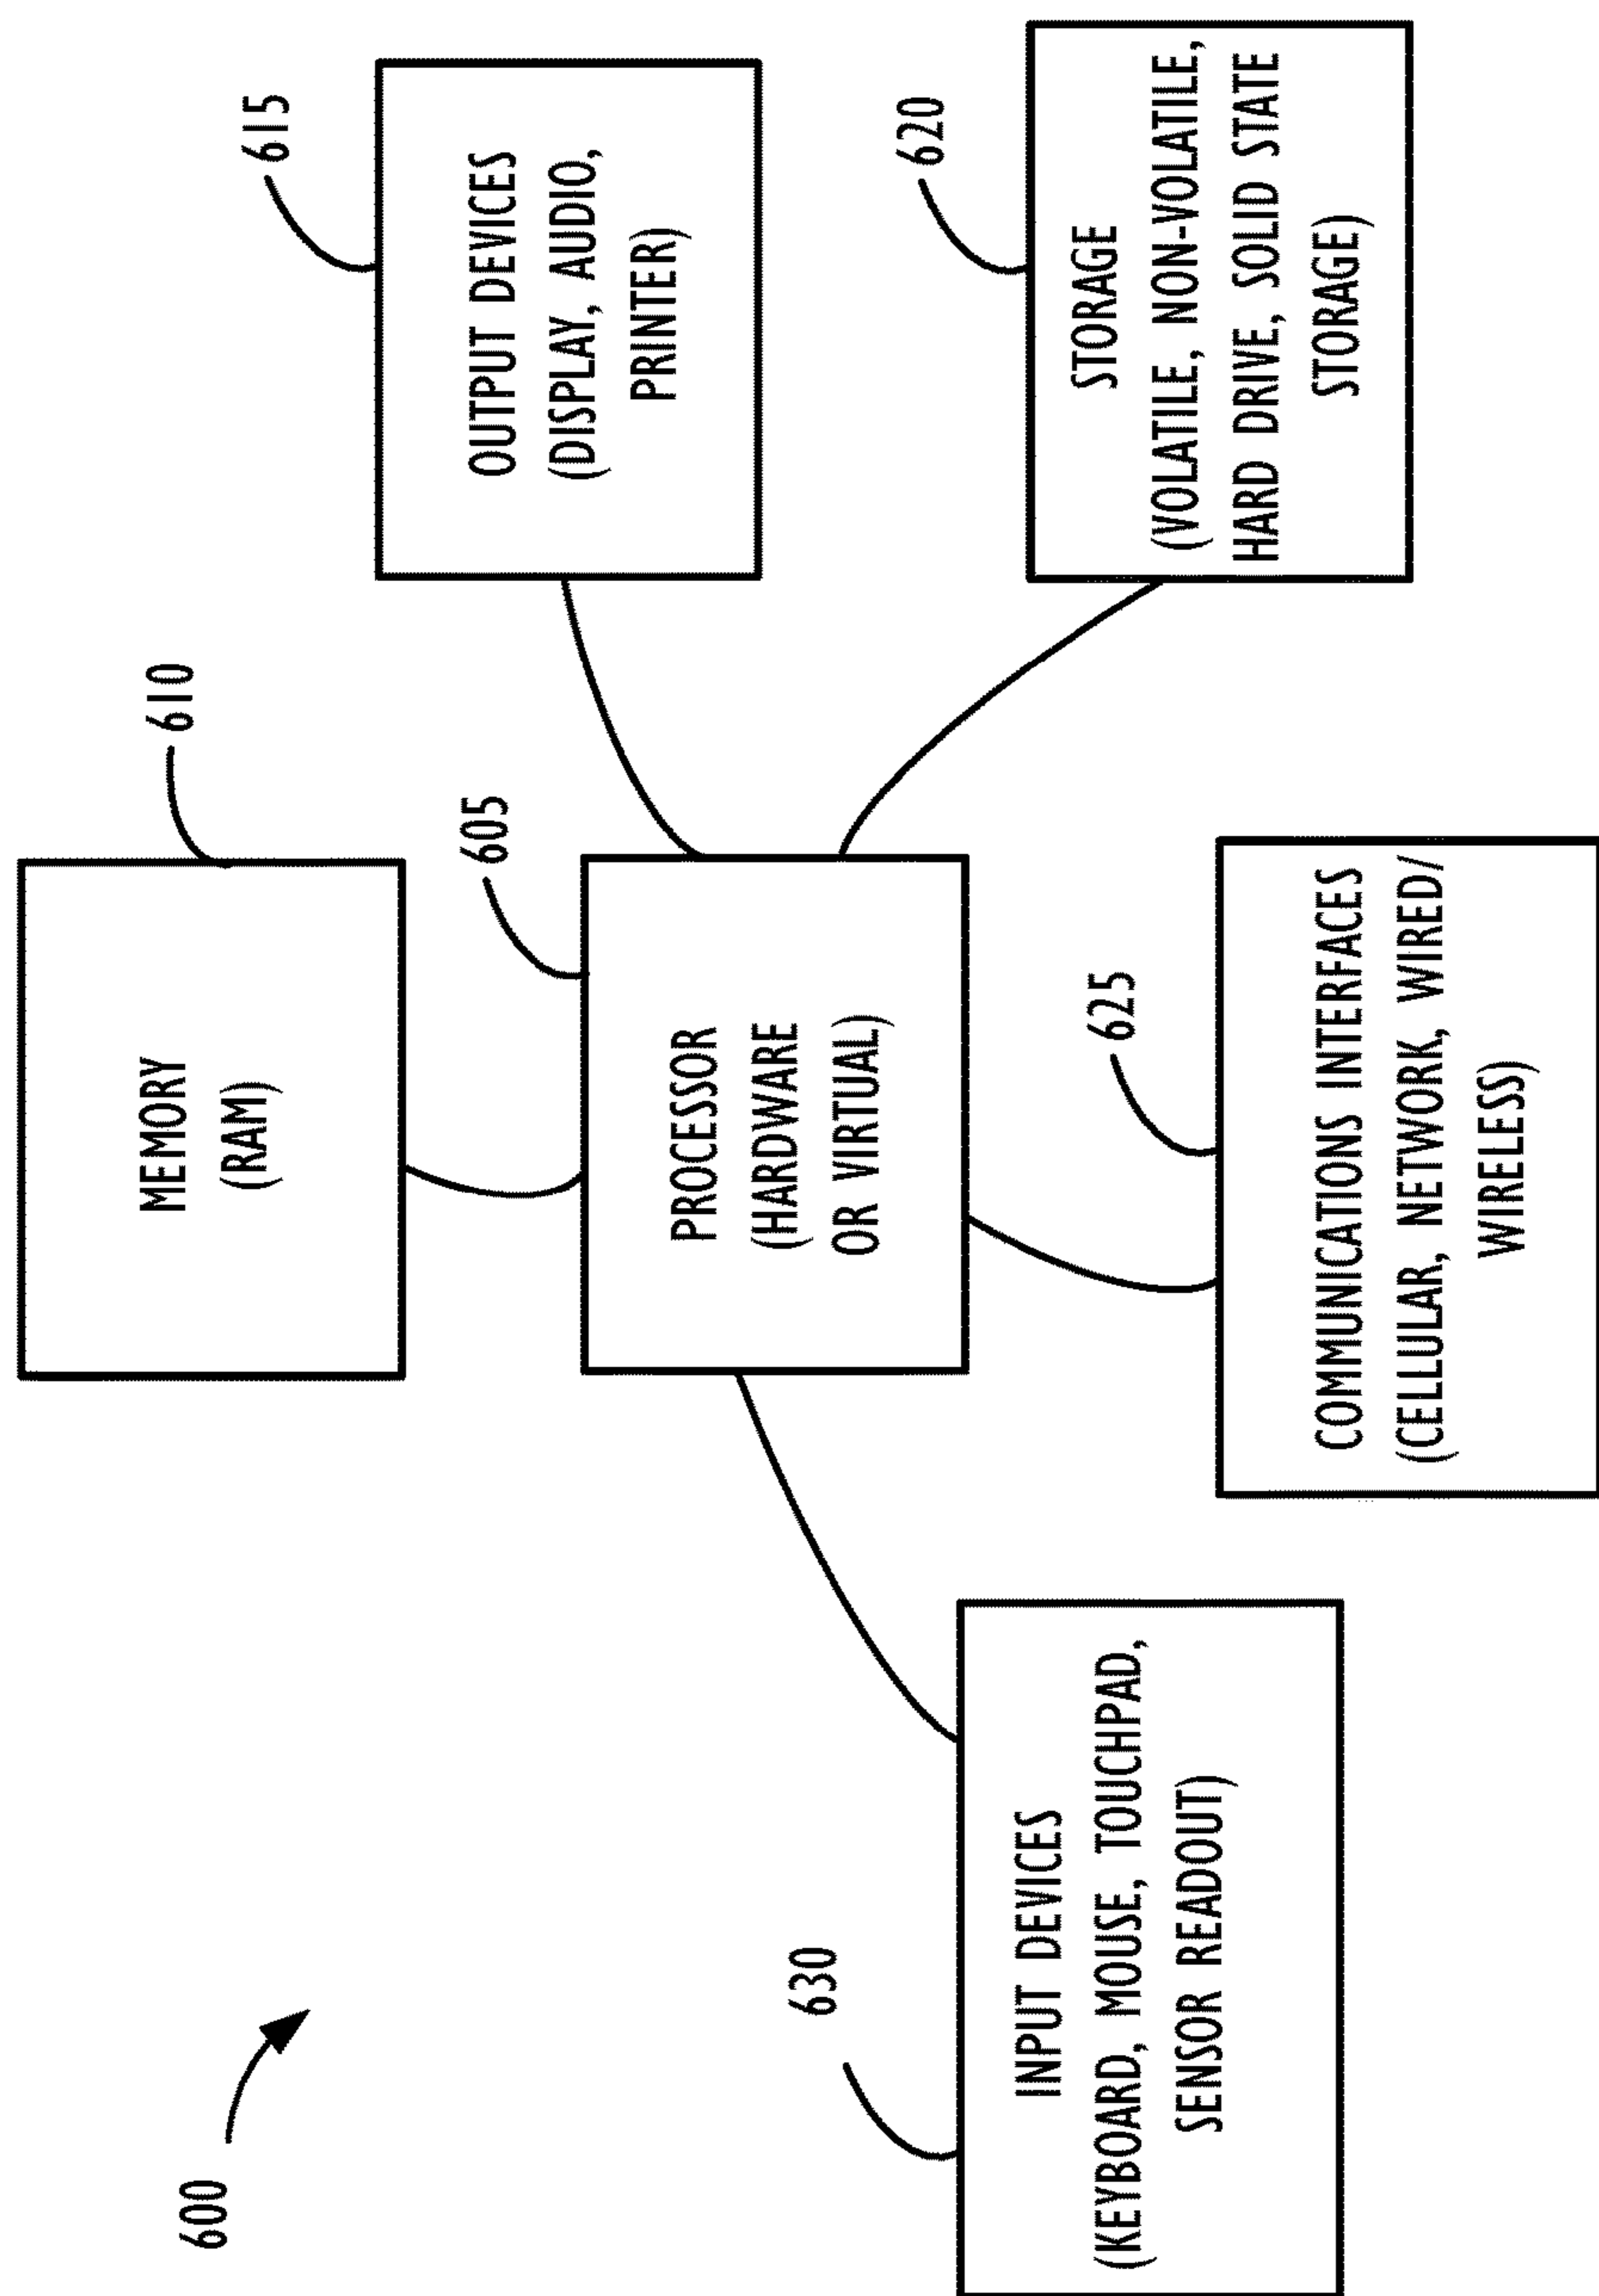 600
610
MEMORY
(RAM)
615
OUTPUT DEVICES
(DISPLAY, AUDIO,
PRINTER)
605
PROCESSOR
(HARDWARE
OR VIRTUAL)
620
STORAGE
(VOLATILE, NON-VOLATILE,
HARD DRIVE, SOLID STATE
STORAGE)
630
INPUT DEVICES
(KEYBOARD, MOUSE, TOUCHPAD,
SENSOR READOUT)
625
COMMUNICATIONS INTERFACES
(CELLULAR, NETWORK, WIRED/
WIRELESS)